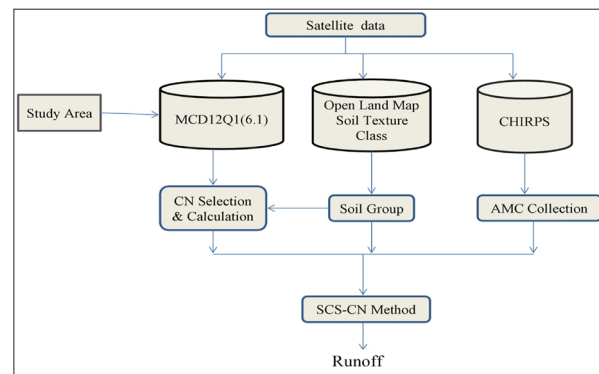 Satellite data
Study Area
MCD12Q1(6.1)
Open Land Map
Soil Texture
Class
CHIRPS
CN Selection
& Calculation
Soil Group
AMC Collection
SCS-CN Method
Runoff